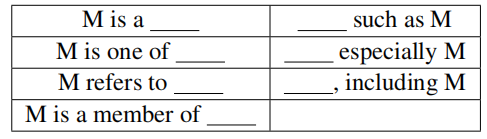 M is a ____ ____ such as M
M is one of ____ ____ especially M
M refers to ____ ____, including M
M is a member of ____